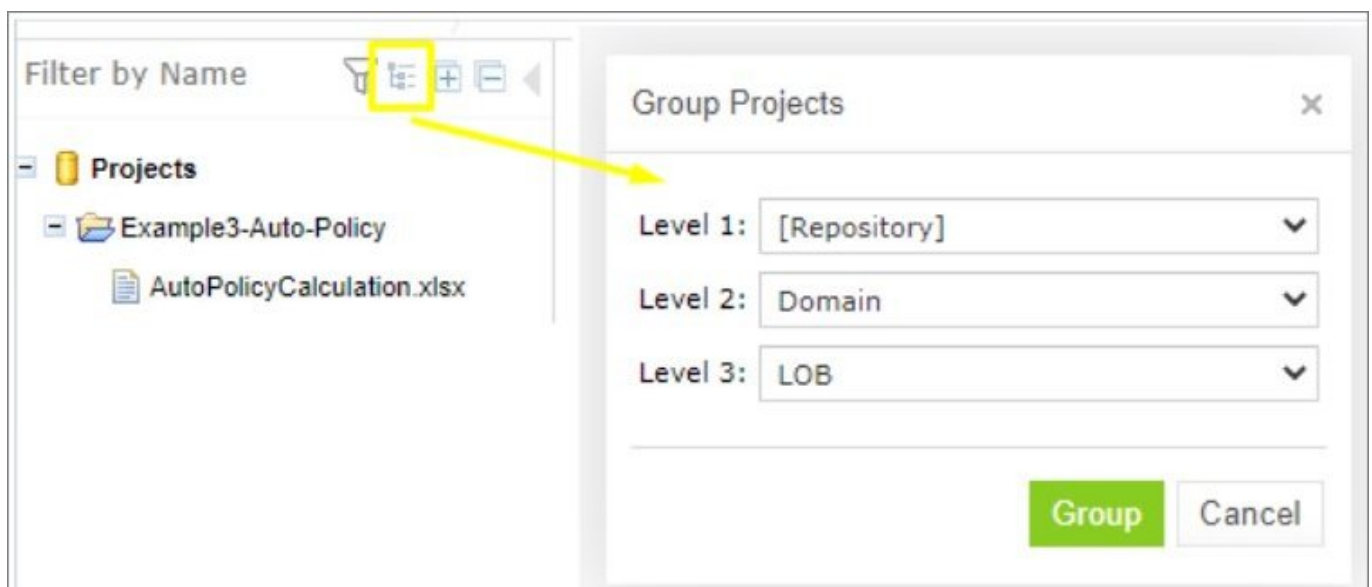 Filter by Name
Projects
Example3-Auto-Policy
AutoPolicyCalculation.xlsx
Group Projects
Level 1: [Repository]
Level 2: Domain
Level 3: LOB
Group Cancel